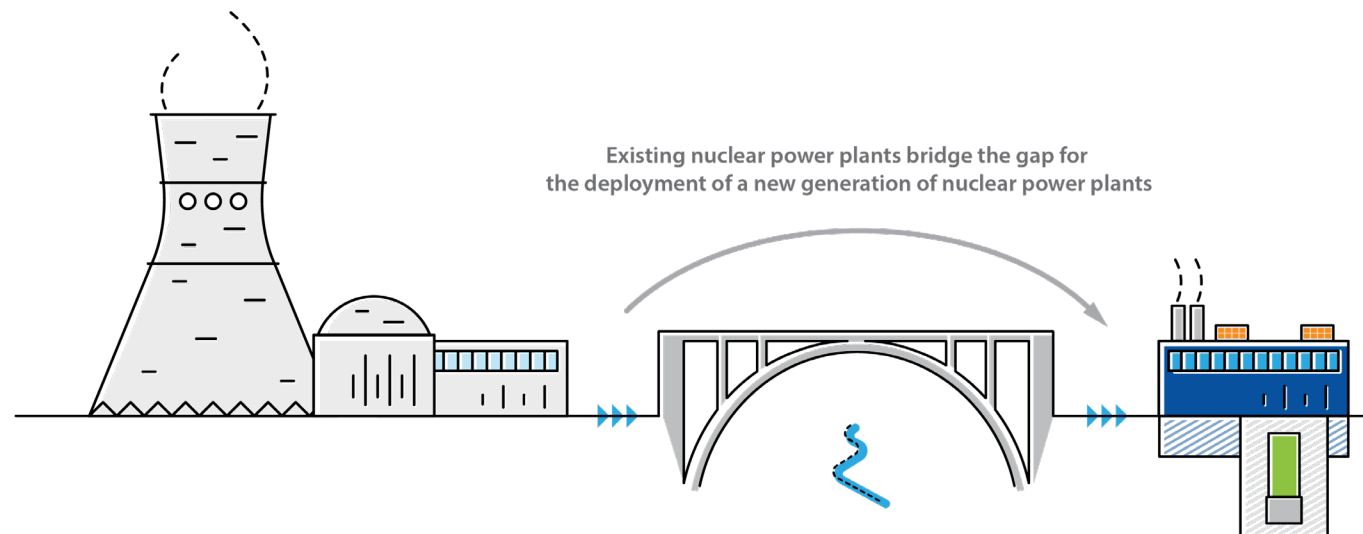 Existing nuclear power plants bridge the gap for
the deployment of a new generation of nuclear power plants